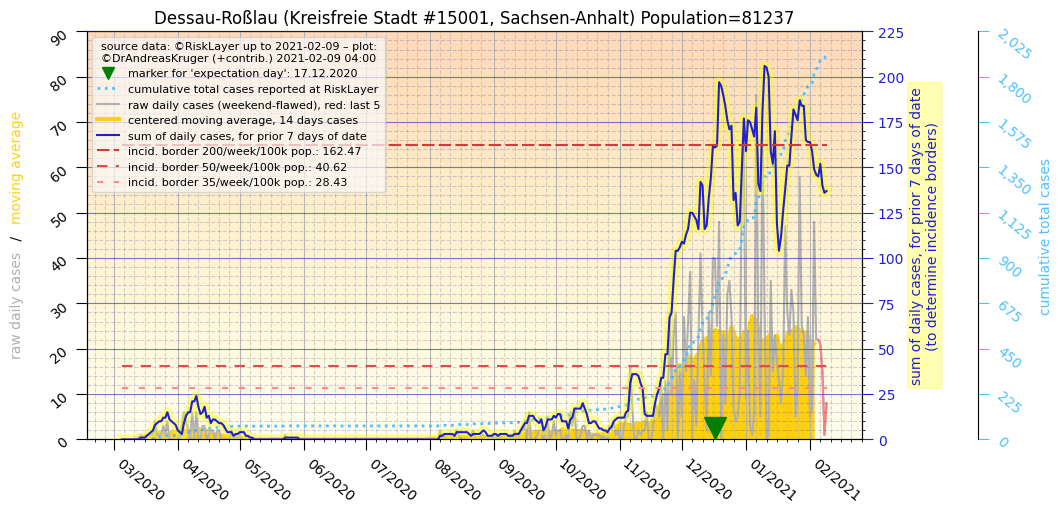 Dessau-Roßlau (Kreisfreie Stadt #15001, Sachsen-Anhalt) Population=81237
source data: ©RiskLayer up to 2021-02-09 – plot:
©DrAndreasKruger (+contrib.) 2021-02-09 04:00
marker for 'expectation day': 17.12.2020
cumulative total cases reported at RiskLayer
raw daily cases (weekend-flawed), red: last 5
centered moving average, 14 days cases
sum of daily cases, for prior 7 days of date
incid. border 200/week/100k pop.: 162.47
incid. border 50/week/100k pop.: 40.62
incid. border 35/week/100k pop.: 28.43
raw daily cases / moving average
90
80
70
60
50
40
30
20
10
0
225
200
175
150
125
100
75
50
25
0
sum of daily cases, for prior 7 days of date
(to determine incidence borders)
2,025
1,800
1,575
1,350
1,125
900
675
450
225
0
cumulative total cases
03/2020
04/2020
05/2020
06/2020
07/2020
08/2020
09/2020
10/2020
11/2020
12/2020
01/2021
02/2021